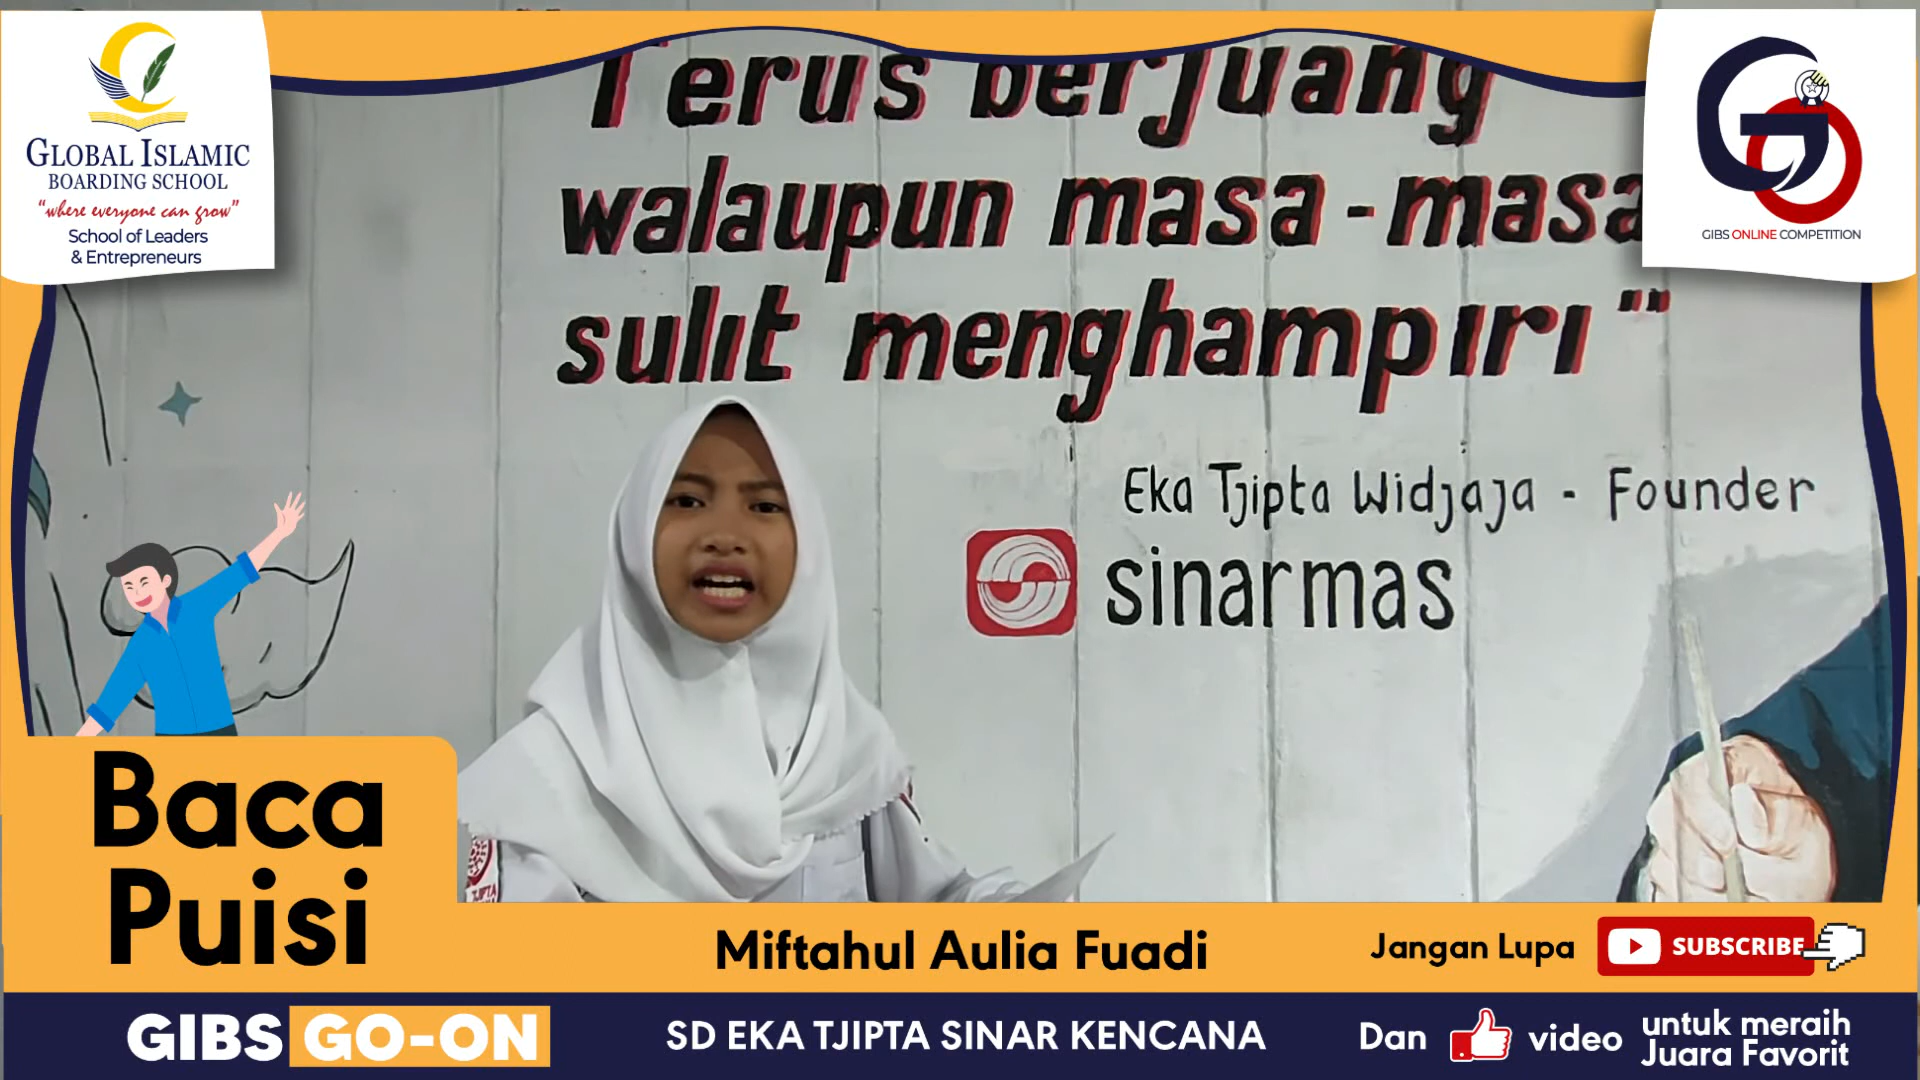 GLOBAL ISLAMIC
BOARDING SCHOOL
"where everyone can grow"
School of Leaders
& Entrepreneurs
GIBS ONLINE COMPETITION
Terus berjuang
walaupun masa-masa
sulit menghampiri"
Eka Tjipta Widjaja - Founder
sinarmas
TJIPTA
Baca
Puisi
Miftahul Aulia Fuadi
Jangan Lupa
SUBSCRIBE
GIBS GO-ON
SD EKA TJIPTA SINAR KENCANA
Dan video untuk meraih
Juara Favorit